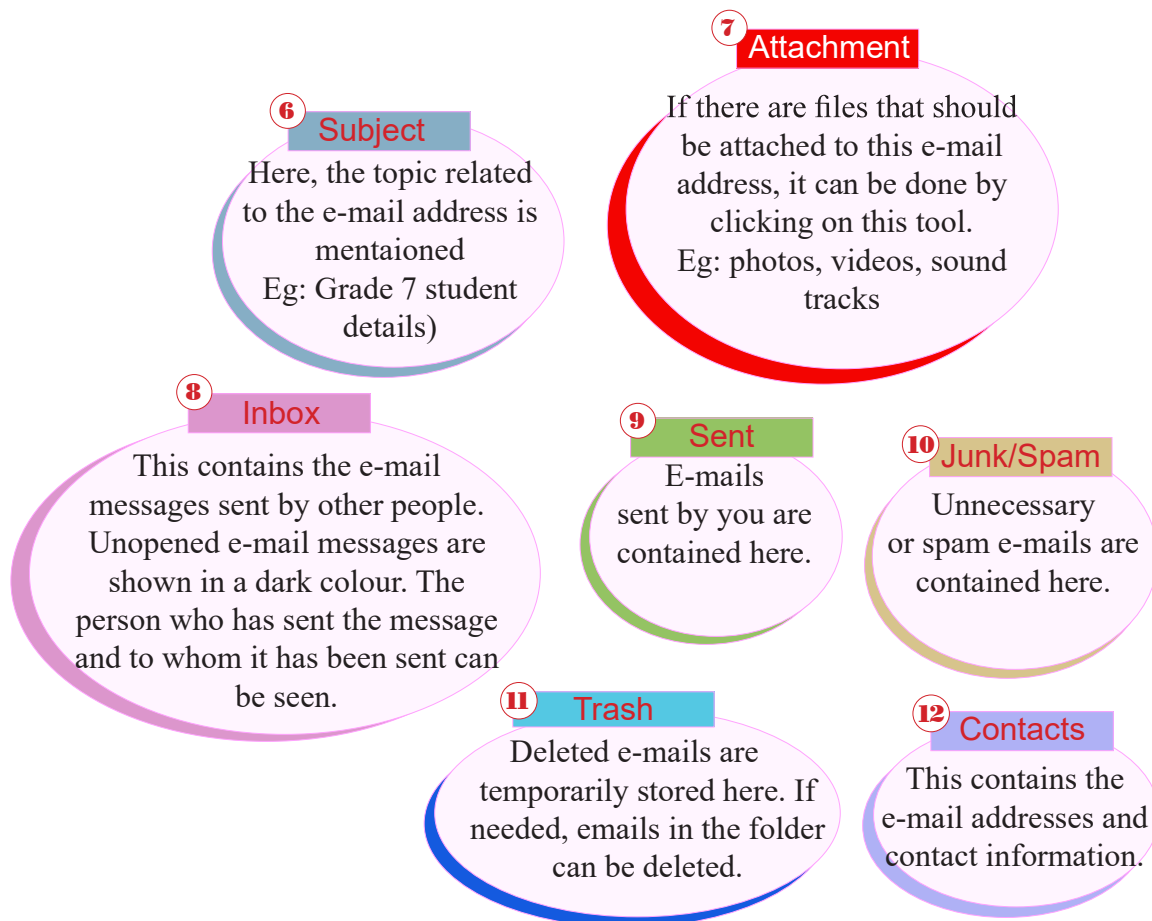 6
Subject
Here, the topic related
to the e-mail address is
mentaioned
Eg: Grade 7 student
details)
7
Attachment
If there are files that should
be attached to this e-mail
address, it can be done by
clicking on this tool.
Eg: photos, videos, sound
tracks
8
Inbox
This contains the e-mail
messages sent by other people.
Unopened e-mail messages are
shown in a dark colour. The
person who has sent the message
and to whom it has been sent can
be seen.
9
Sent
E-mails
sent by you are
contained here.
10
Junk/Spam
Unnecessary
or spam e-mails are
contained here.
11
Trash
Deleted e-mails are
temporarily stored here. If
needed, emails in the folder
can be deleted.
12
Contacts
This contains the
e-mail addresses and
contact information.